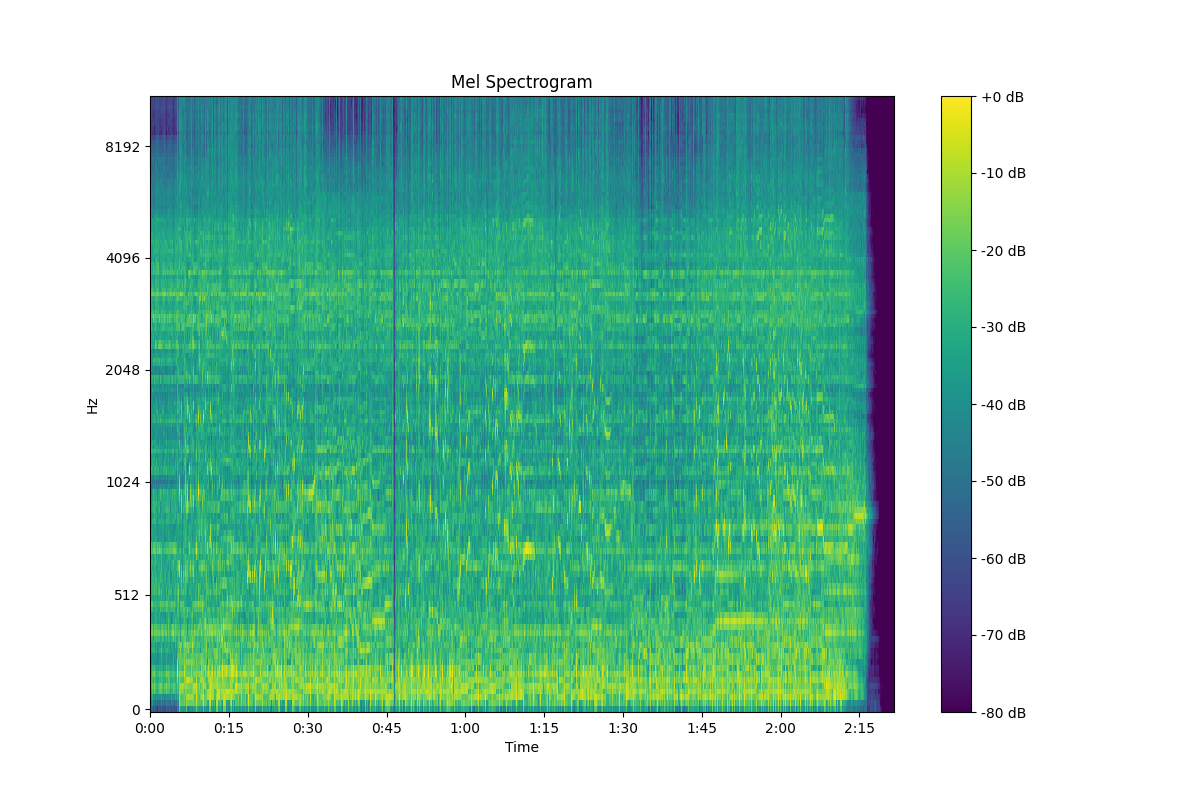 Mel Spectrogram
+0 dB
8192
-10 dB
-20 dB
4096
-30 dB
2048
Hz
-40 dB
1024
-50 dB
-60 dB
512
-70 dB
0
-80 dB
0:00 0:15 0:30 0:45 1:00 1:15 1:30 1:45 2:00 2:15
Time